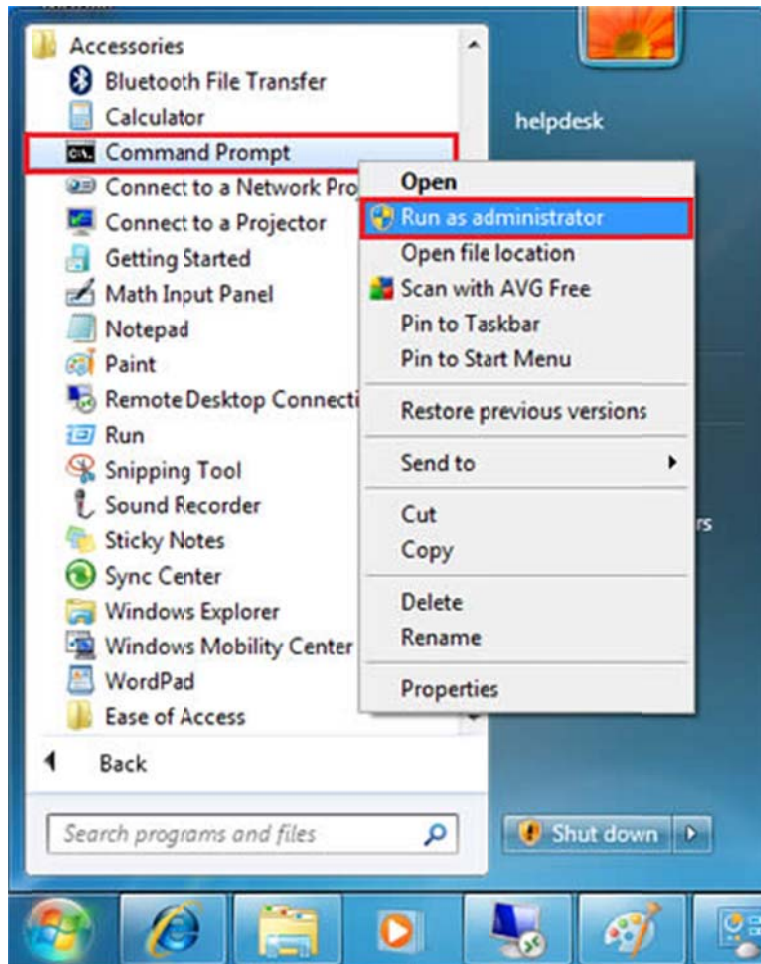 Accessories
Bluetooth File Transfer
Calculator
Command Prompt
Connect to a Network Pro
Connect to a Projector
Getting Started
Math Input Panel
Notepad
Paint
Remote Desktop Connecti
Run
Snipping Tool
Sound Recorder
Sticky Notes
Sync Center
Windows Explorer
Windows Mobility Center
WordPad
Ease of Access
Back
Search programs and files
Open
Run as administrator
Open file location
Scan with AVG Free
Pin to Taskbar
Pin to Start Menu
Restore previous versions
Send to
Cut
Copy
Delete
Rename
Properties
helpdesk
rs
Shut down